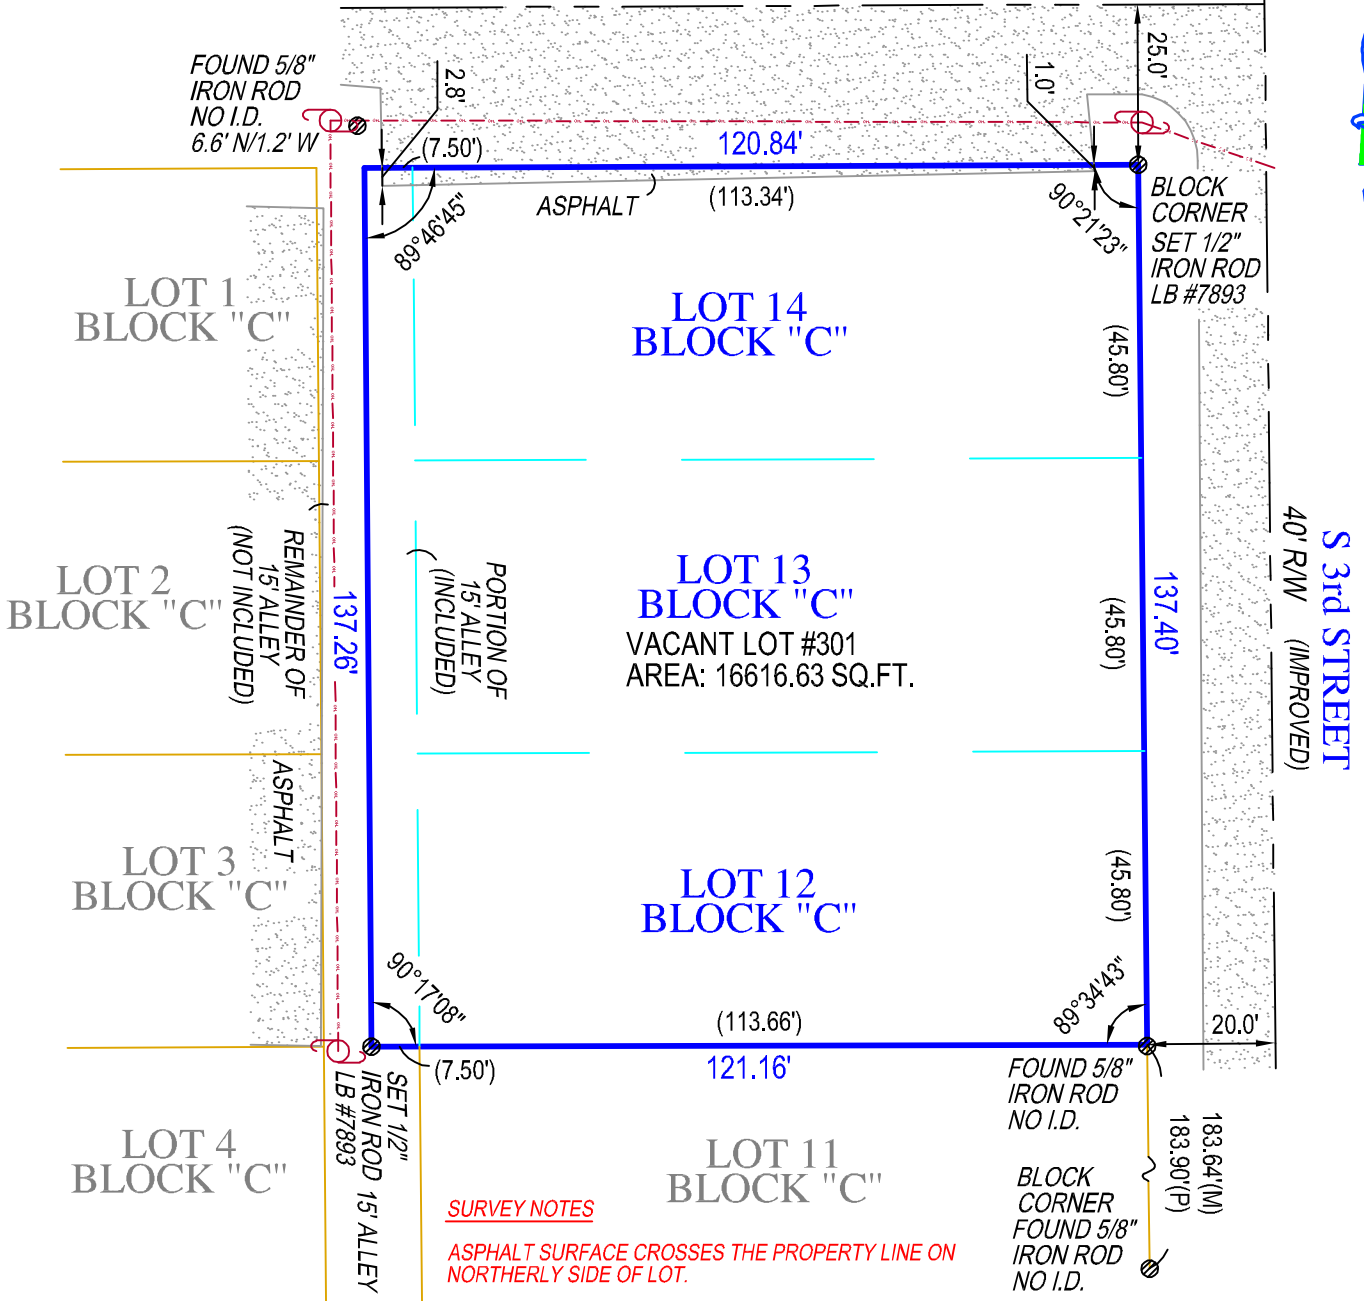 FOUND 5/8"
IRON ROD
NO I.D.
6.6' N/1.2' W
2.8'
(7.50')
120.84'
1.0'
25.0'
ASPHALT
(113.34')
89°46'45"
90°21'23"
BLOCK
CORNER
SET 1/2"
IRON ROD
LB #7893
LOT 1
BLOCK "C"
LOT 14
BLOCK "C"
(45.80')
LOT 2
BLOCK "C"
REMAINDER OF
15' ALLEY
(NOT INCLUDED)
137.26'
PORTION OF
15' ALLEY
(INCLUDED)
LOT 13
BLOCK "C"
VACANT LOT #301
AREA: 16616.63 SQ.FT.
(45.80')
137.40'
S 3rd STREET
40' R/W (IMPROVED)
ASPHALT
LOT 3
BLOCK "C"
LOT 12
BLOCK "C"
(45.80')
90°17'08"
89°34'43"
(113.66')
121.16'
(7.50')
20.0'
SET 1/2"
IRON ROD
LB #7893
15' ALLEY
FOUND 5/8"
IRON ROD
NO I.D.
183.64'(M)
183.90'(P)
LOT 4
BLOCK "C"
LOT 11
BLOCK "C"
BLOCK
CORNER
FOUND 5/8"
IRON ROD
NO I.D.
SURVEY NOTES
ASPHALT SURFACE CROSSES THE PROPERTY LINE ON
NORTHERLY SIDE OF LOT.